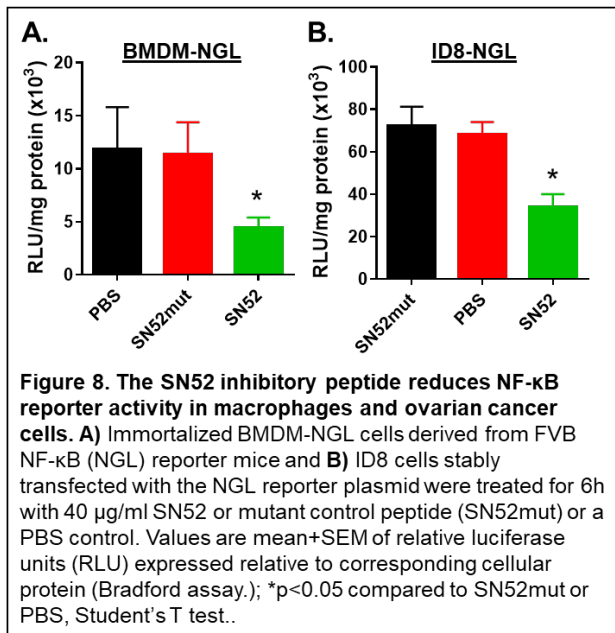 A.
BMDM-NGL
RLU/mg protein (x10³)
20
15
10
5
0
*
PBS
SN52mut
SN52
B.
ID8-NGL
RLU/mg protein (x10³)
100
80
60
40
20
0
*
SN52mut
PBS
SN52
Figure 8. The SN52 inhibitory peptide reduces NF-κB
reporter activity in macrophages and ovarian cancer
cells. A) Immortalized BMDM-NGL cells derived from FVB
NF-κB (NGL) reporter mice and B) ID8 cells stably
transfected with the NGL reporter plasmid were treated for 6h
with 40 µg/ml SN52 or mutant control peptide (SN52mut) or a
PBS control. Values are mean+SEM of relative luciferase
units (RLU) expressed relative to corresponding cellular
protein (Bradford assay.); *p<0.05 compared to SN52mut or
PBS, Student’s T test..